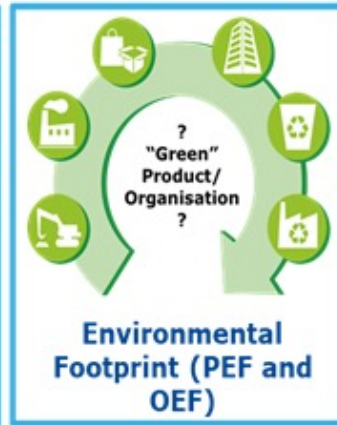 ?
"Green"
Product/
Organisation
?
Environmental
Footprint (PEF and
OEF)